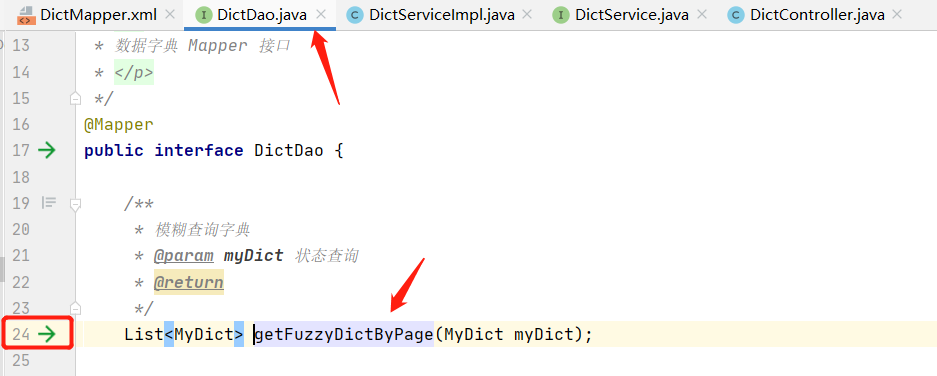 DictMapper.xml DictDao.java DictServiceImpl.java DictService.java DictController.java
13 * 数据字典 Mapper 接口
14 * </p>
15 */
16 @Mapper
17 public interface DictDao {
18
19 /**
20 * 模糊查询字典
21 * @param myDict 状态查询
22 * @return
23 */
24 List<MyDict> getFuzzyDictByPage(MyDict myDict);
25